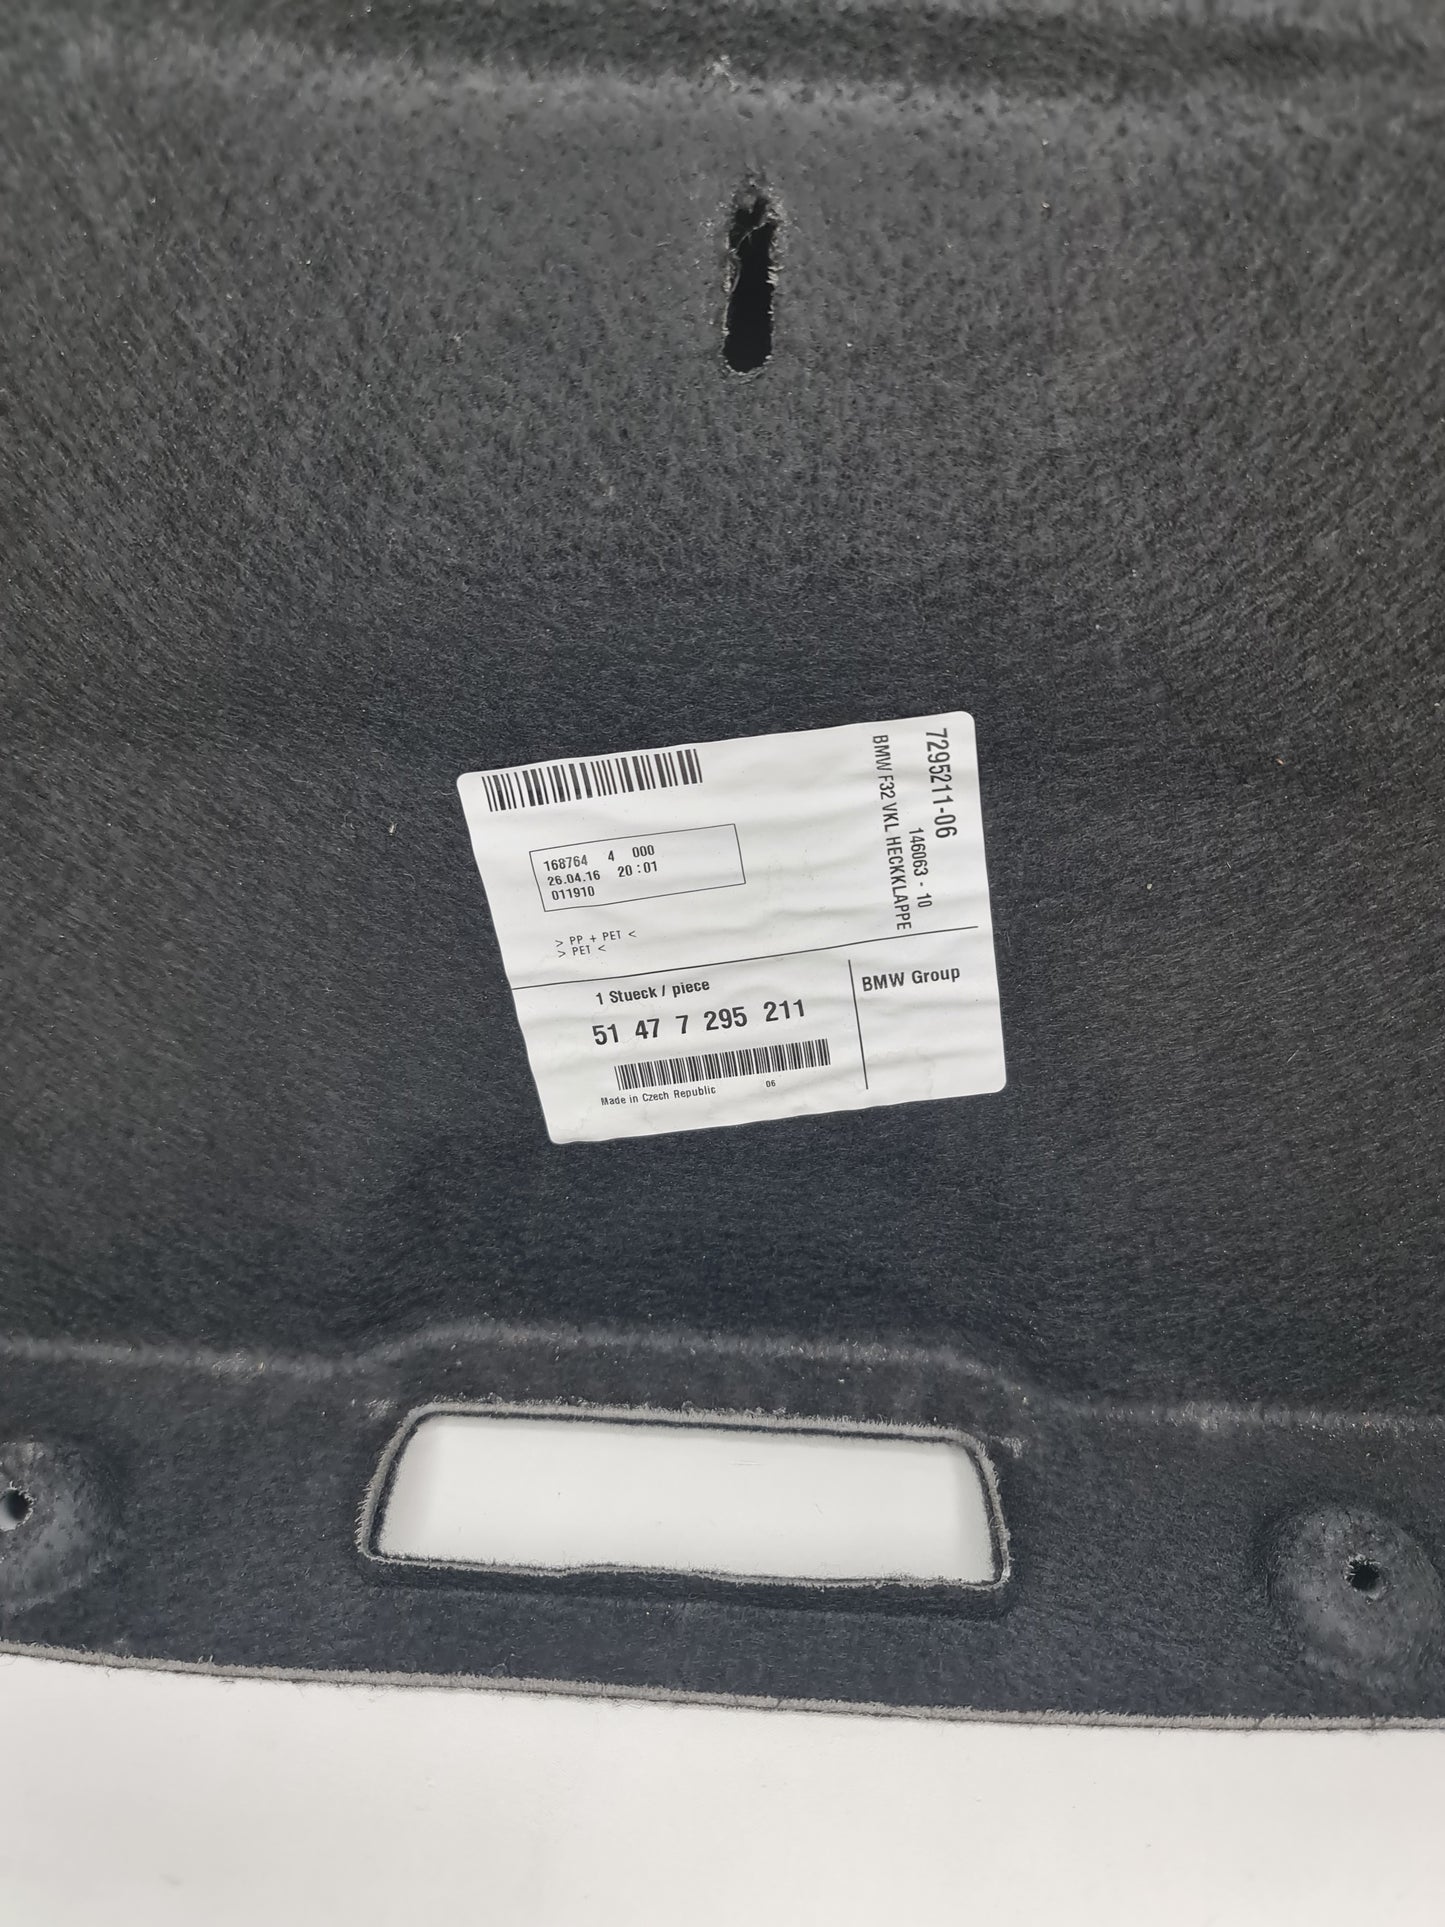 168764 4 000
26.04.16 20:01
011910
> PP + PET <
> PET <
7295211-06
146063 - 10
BMW F32 VKL HECKKLAPPE
1 Stueck / piece
51 47 7 295 211
Made in Czech Republic 06
BMW Group